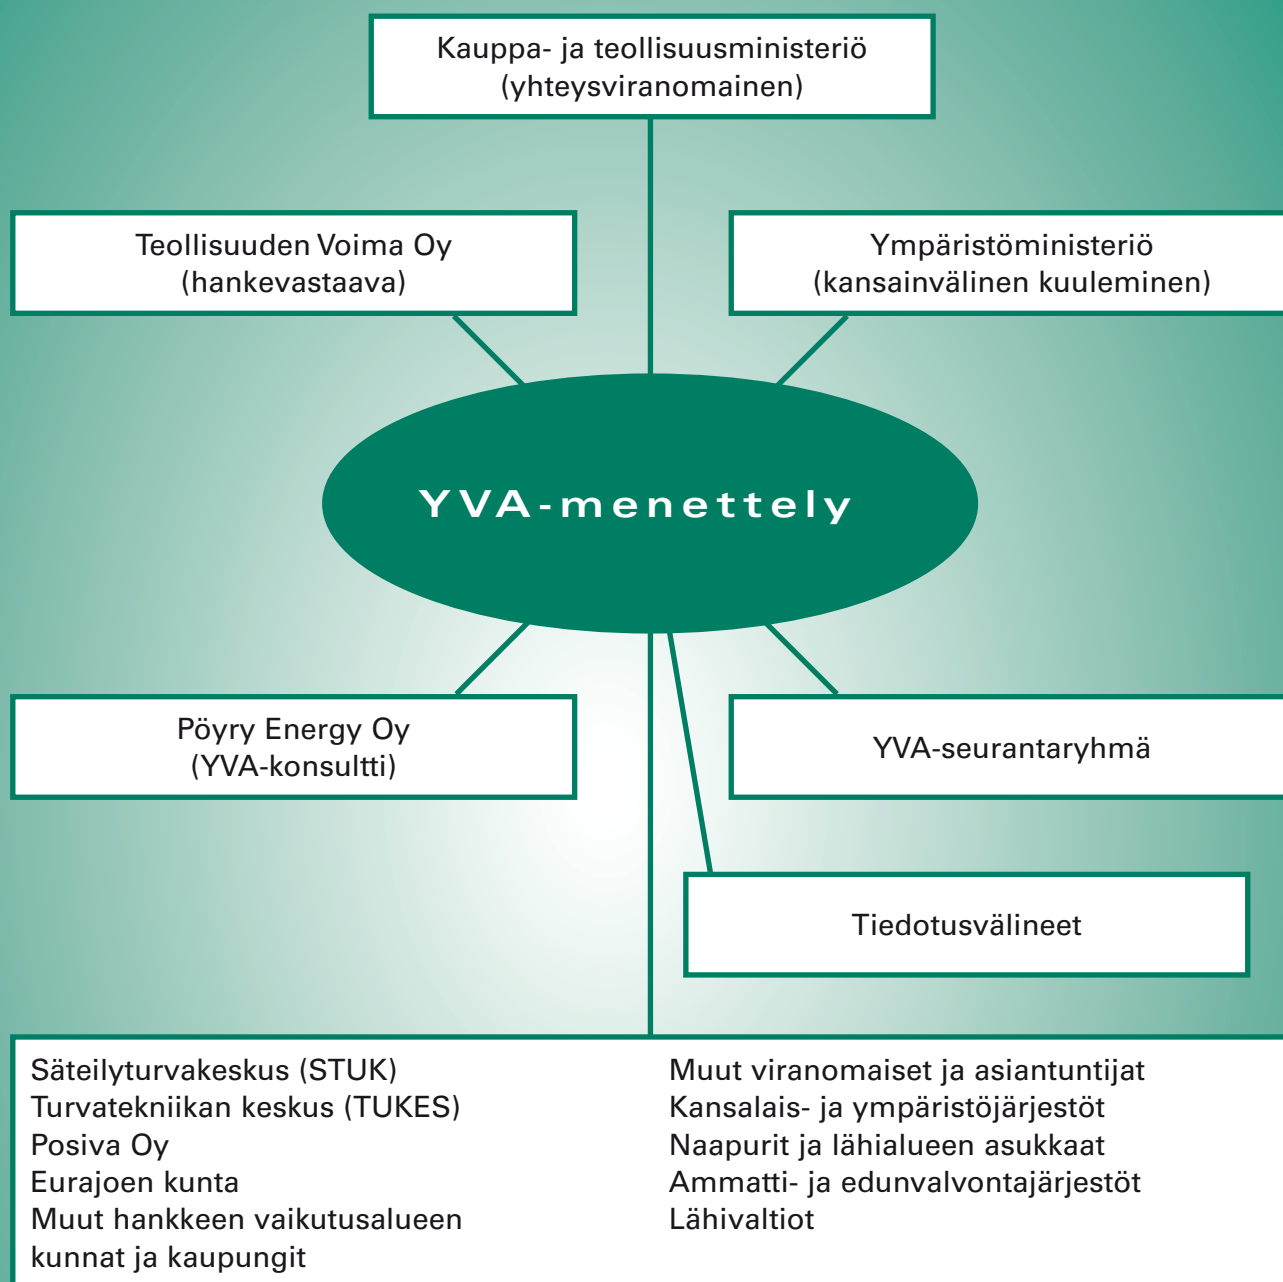 Kauppa- ja teollisuusministeriö
(yhteysviranomainen)
Teollisuuden Voima Oy
(hankevastaava)
Ympäristöministeriö
(kansainvälinen kuuleminen)
YVA-menettely
Pöyry Energy Oy
(YVA-konsultti)
YVA-seurantaryhmä
Tiedotusvälineet
Säteilyturvakeskus (STUK)
Turvatekniikan keskus (TUKES)
Posiva Oy
Eurajoen kunta
Muut hankkeen vaikutusalueen
kunnat ja kaupungit
Muut viranomaiset ja asiantuntijat
Kansalais- ja ympäristöjärjestöt
Naapurit ja lähialueen asukkaat
Ammatti- ja edunvalvontajärjestöt
Lähivaltiot